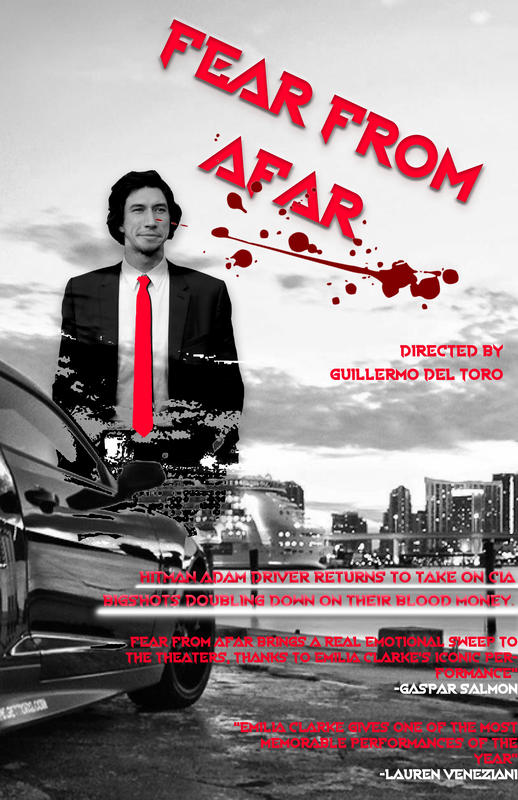 FEAR FROM
AFAR
DIRECTED BY
GUILLERMO DEL TORO
HITMAN ADAM DRIVER RETURNS TO TAKE ON CIA
BIGSHOTS DOUBLING DOWN ON THEIR BLOOD MONEY.
FEAR FROM AFAR BRINGS A REAL EMOTIONAL SWEEP TO
THE THEATERS, THANKS TO EMILIA CLARKE'S ICONIC PER-
FORMANCE"
-GASPAR SALMON
"EMILIA CLARKE GIVES ONE OF THE MOST
MEMORABLE PERFORMANCES OF THE
YEAR"
-LAUREN VENEZIANI